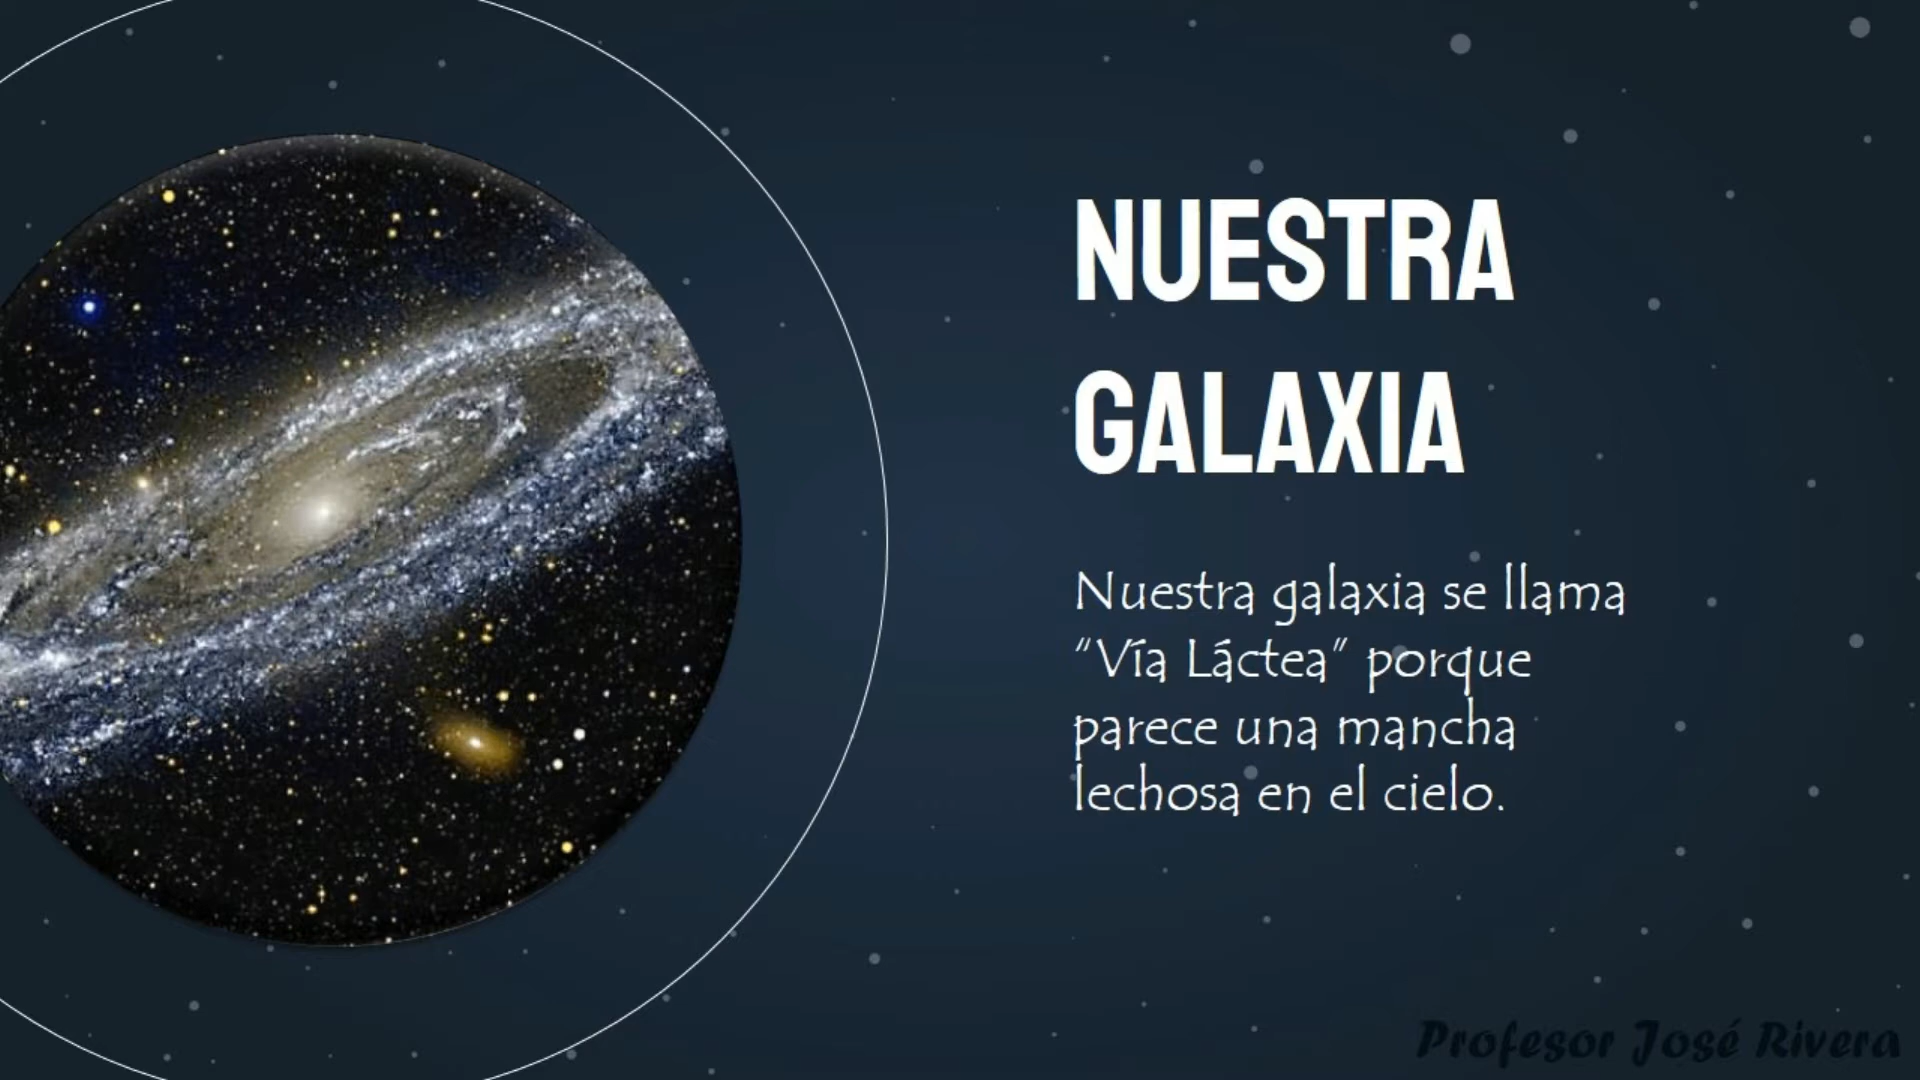 NUESTRA
GALAXIA
Nuestra galaxia se llama
“Vía Láctea” porque
parece una mancha
lechosa en el cielo.
Profesor José Rivera